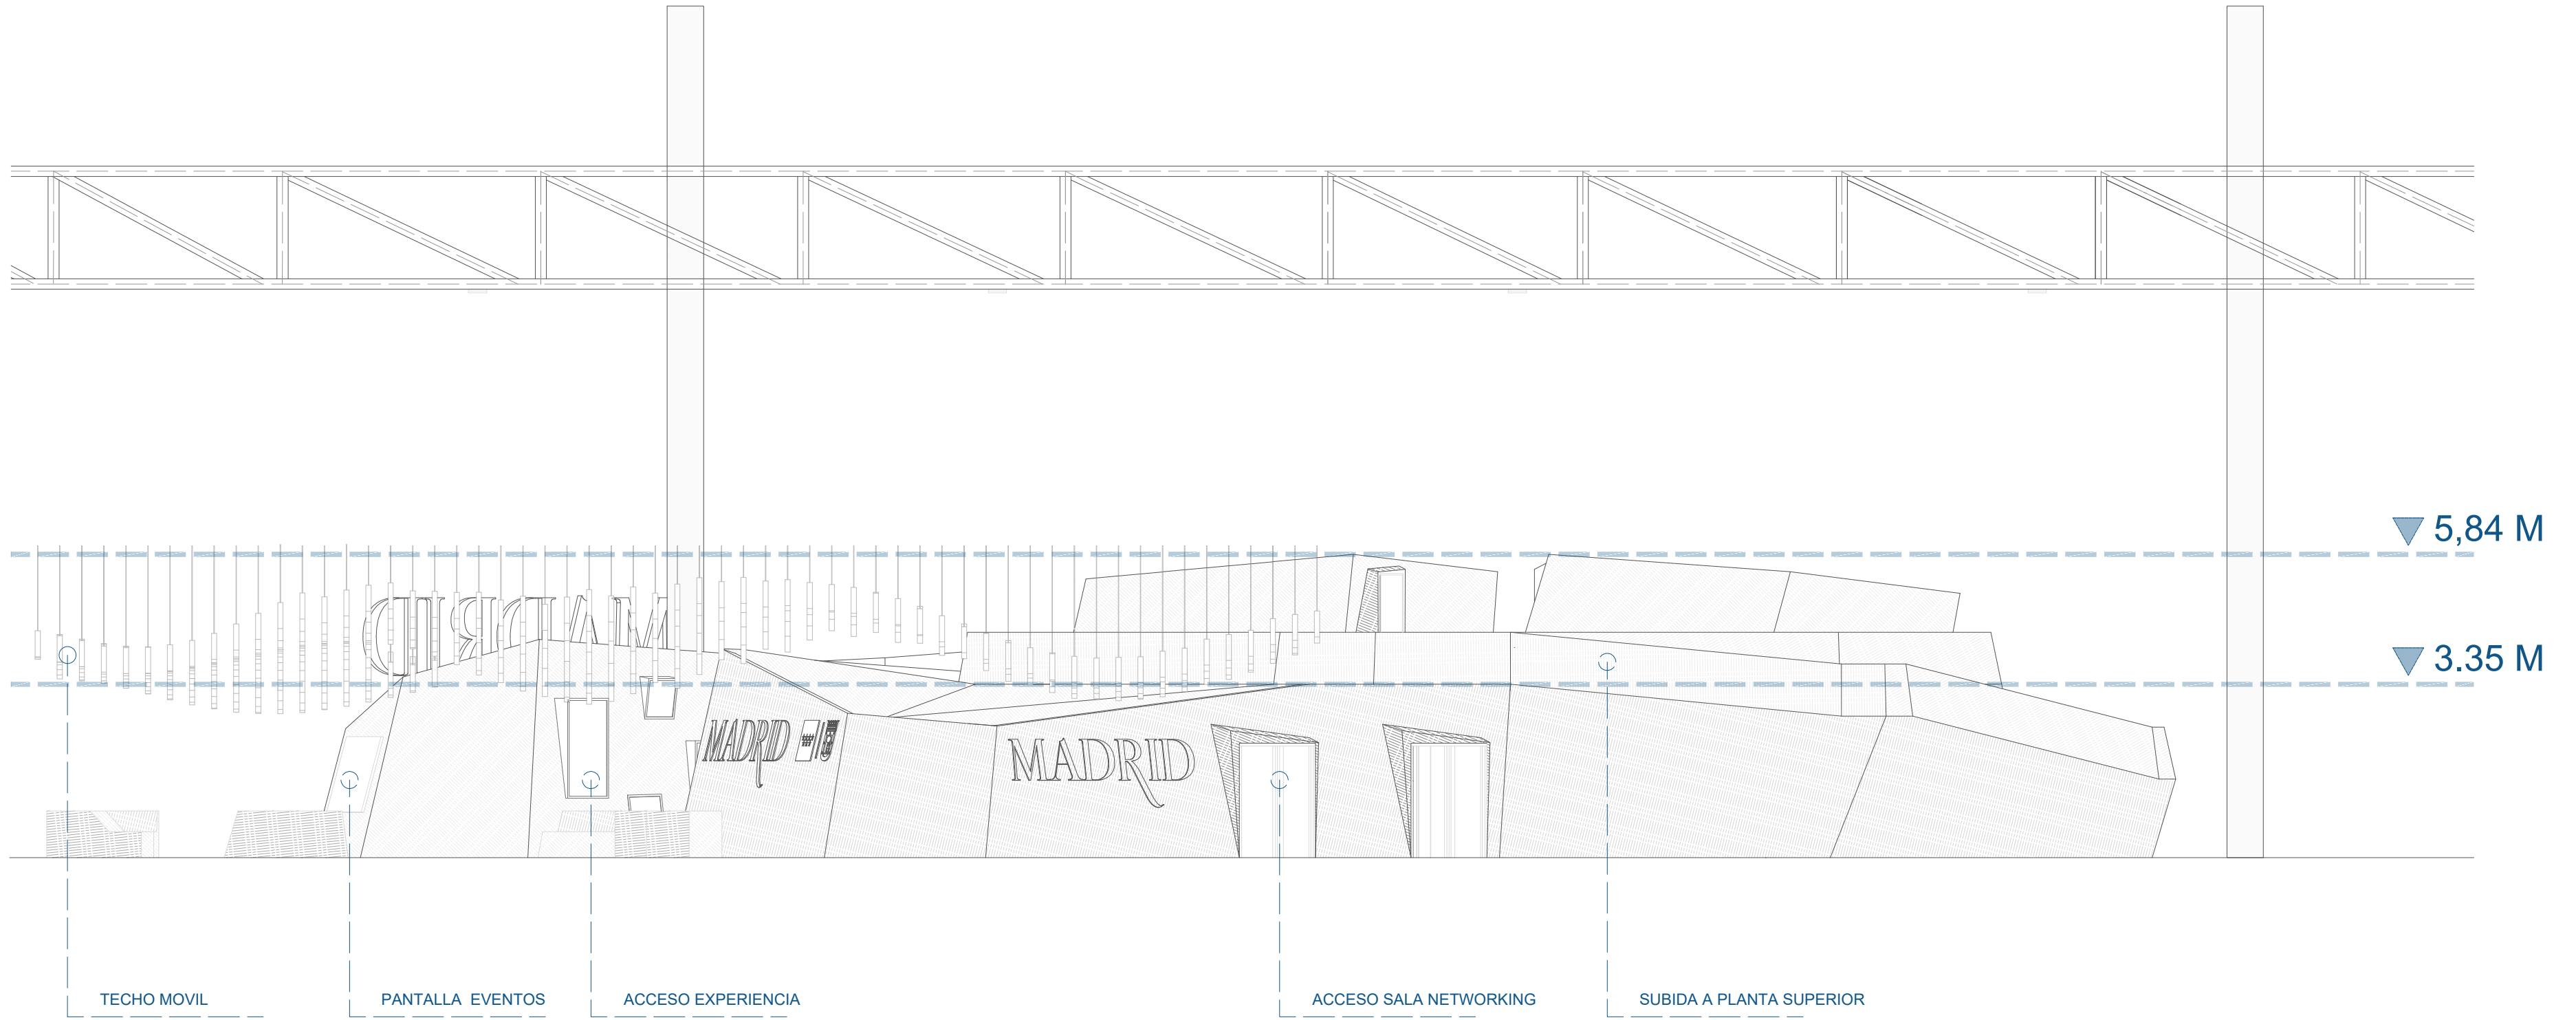 5,84 M
MADRID
3.35 M
MADRID
MADRID
TECHO MOVIL
PANTALLA EVENTOS
ACCESO EXPERIENCIA
ACCESO SALA NETWORKING
SUBIDA A PLANTA SUPERIOR